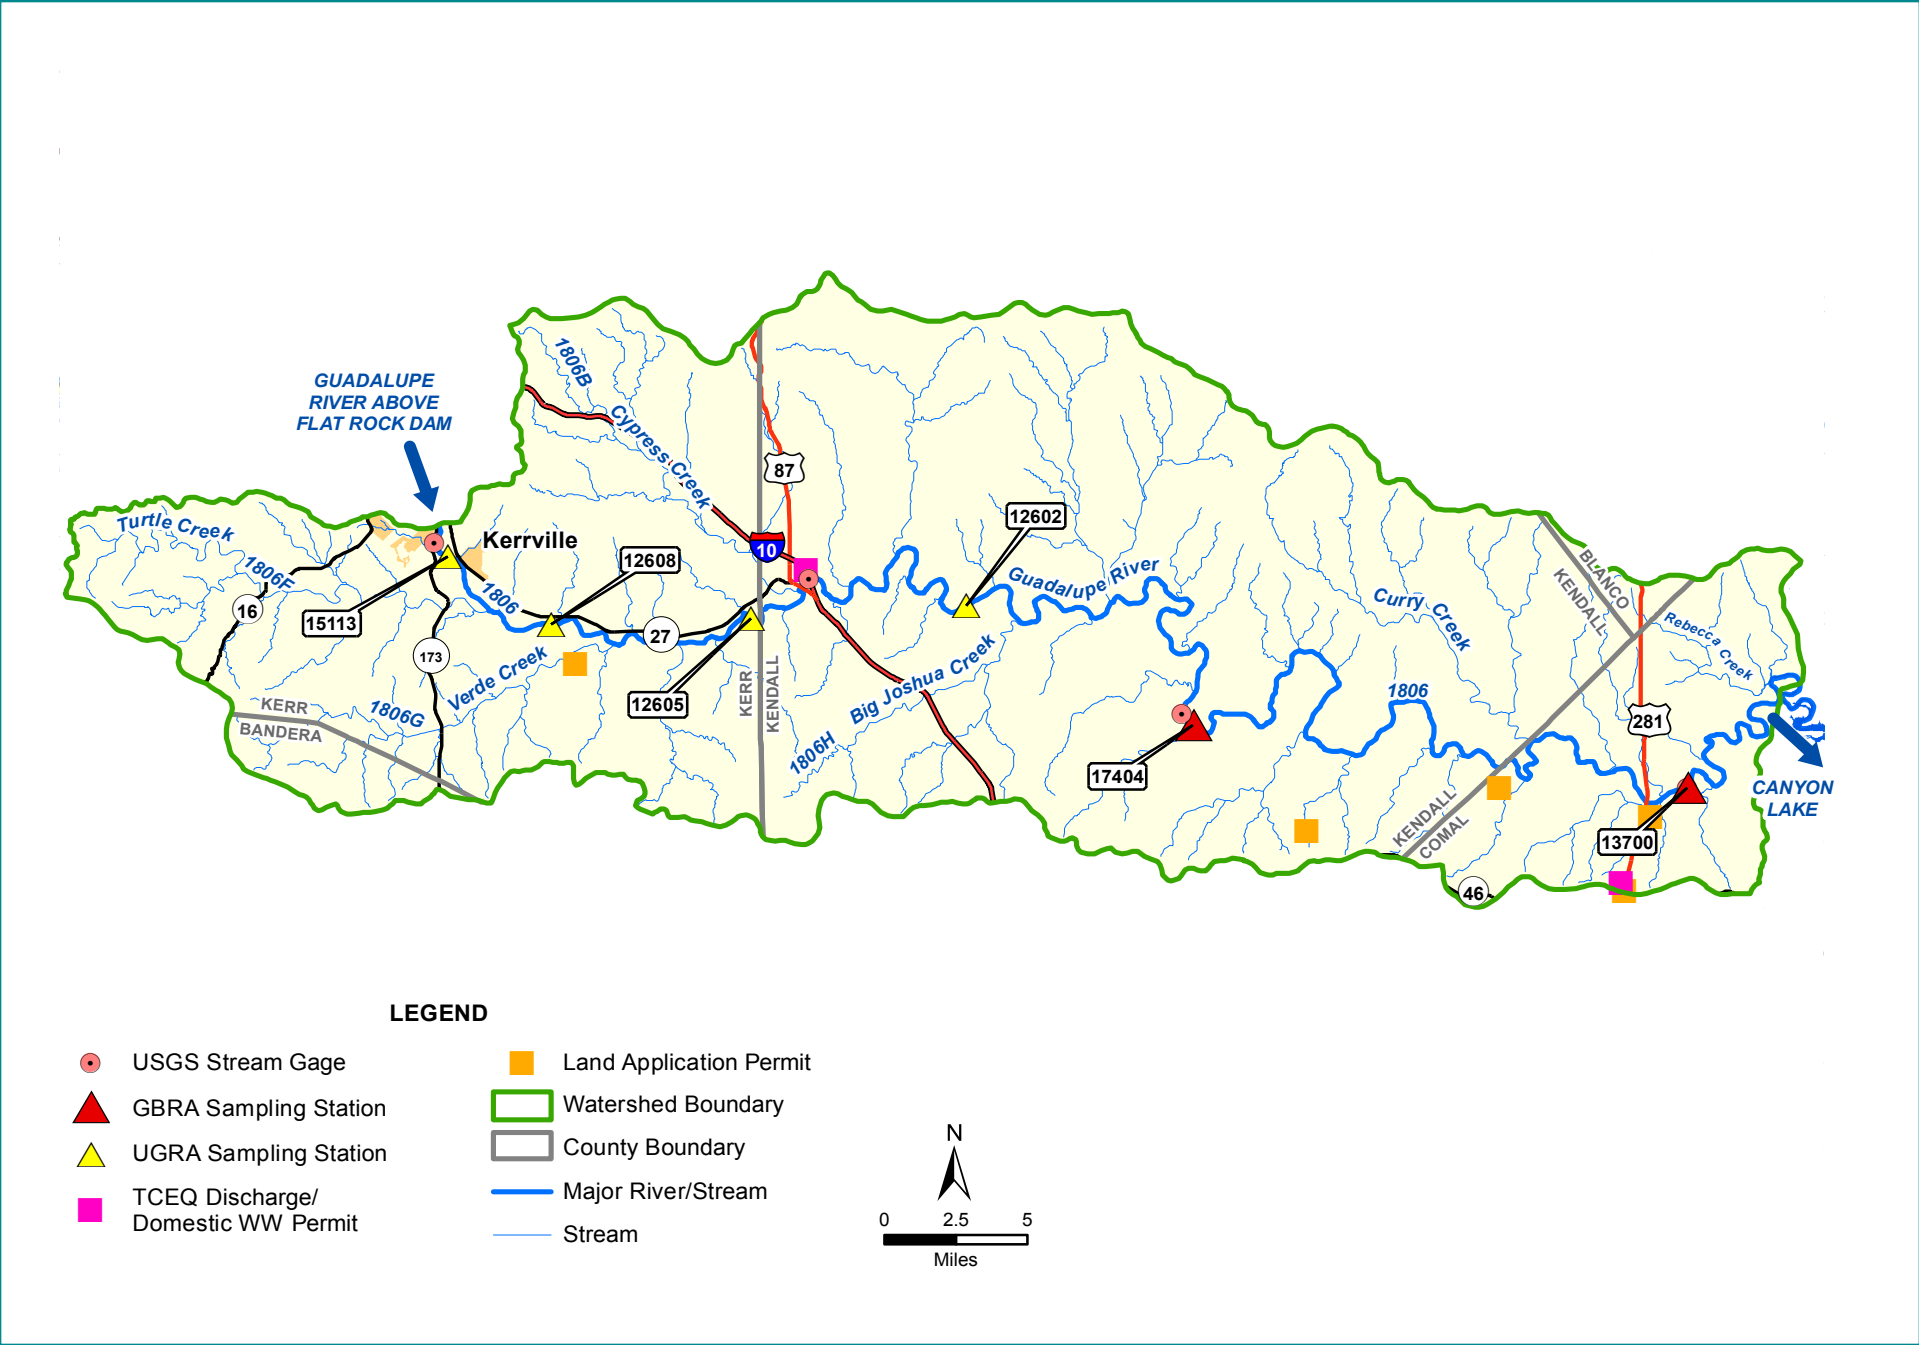 GUADALUPE
RIVER ABOVE
FLAT ROCK DAM
1806B
Cypress Creek
87
Turtle Creek
1806F
Kerrville
12608
10
12602
Guadalupe River
BLANCO
KENDALL
16
15113
1806
27
173
Curry Creek
Rebecca Creek
Verde Creek
12605
KERR
KENDALL
Big Joshua Creek
1806
KERR
BANDERA
1806G
1806H
281
17404
CANYON
LAKE
KENDALL
COMAL
13700
46
LEGEND
USGS Stream Gage
GBRA Sampling Station
UGRA Sampling Station
TCEQ Discharge/
Domestic WW Permit
Land Application Permit
Watershed Boundary
County Boundary
Major River/Stream
Stream
N
0 2.5 5
Miles